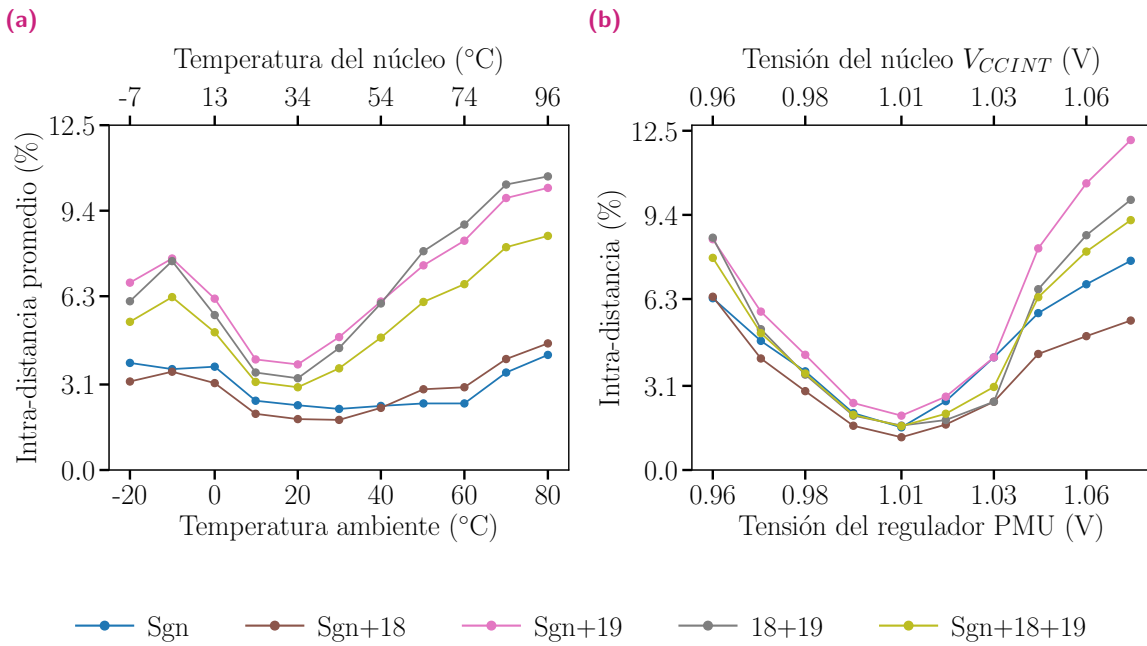 (a)
Temperatura del núcleo (°C)
-7 13 34 54 74 96
12.5
9.4
6.3
3.1
0.0
Intra-distancia promedio (%)
-20 0 20 40 60 80
Temperatura ambiente (°C)
(b)
Tensión del núcleo VCCINT (V)
0.96 0.98 1.01 1.03 1.06
12.5
9.4
6.3
3.1
0.0
Intra-distancia (%)
0.96 0.98 1.01 1.03 1.06
Tensión del regulador PMU (V)
Sgn Sgn+18 Sgn+19 18+19 Sgn+18+19